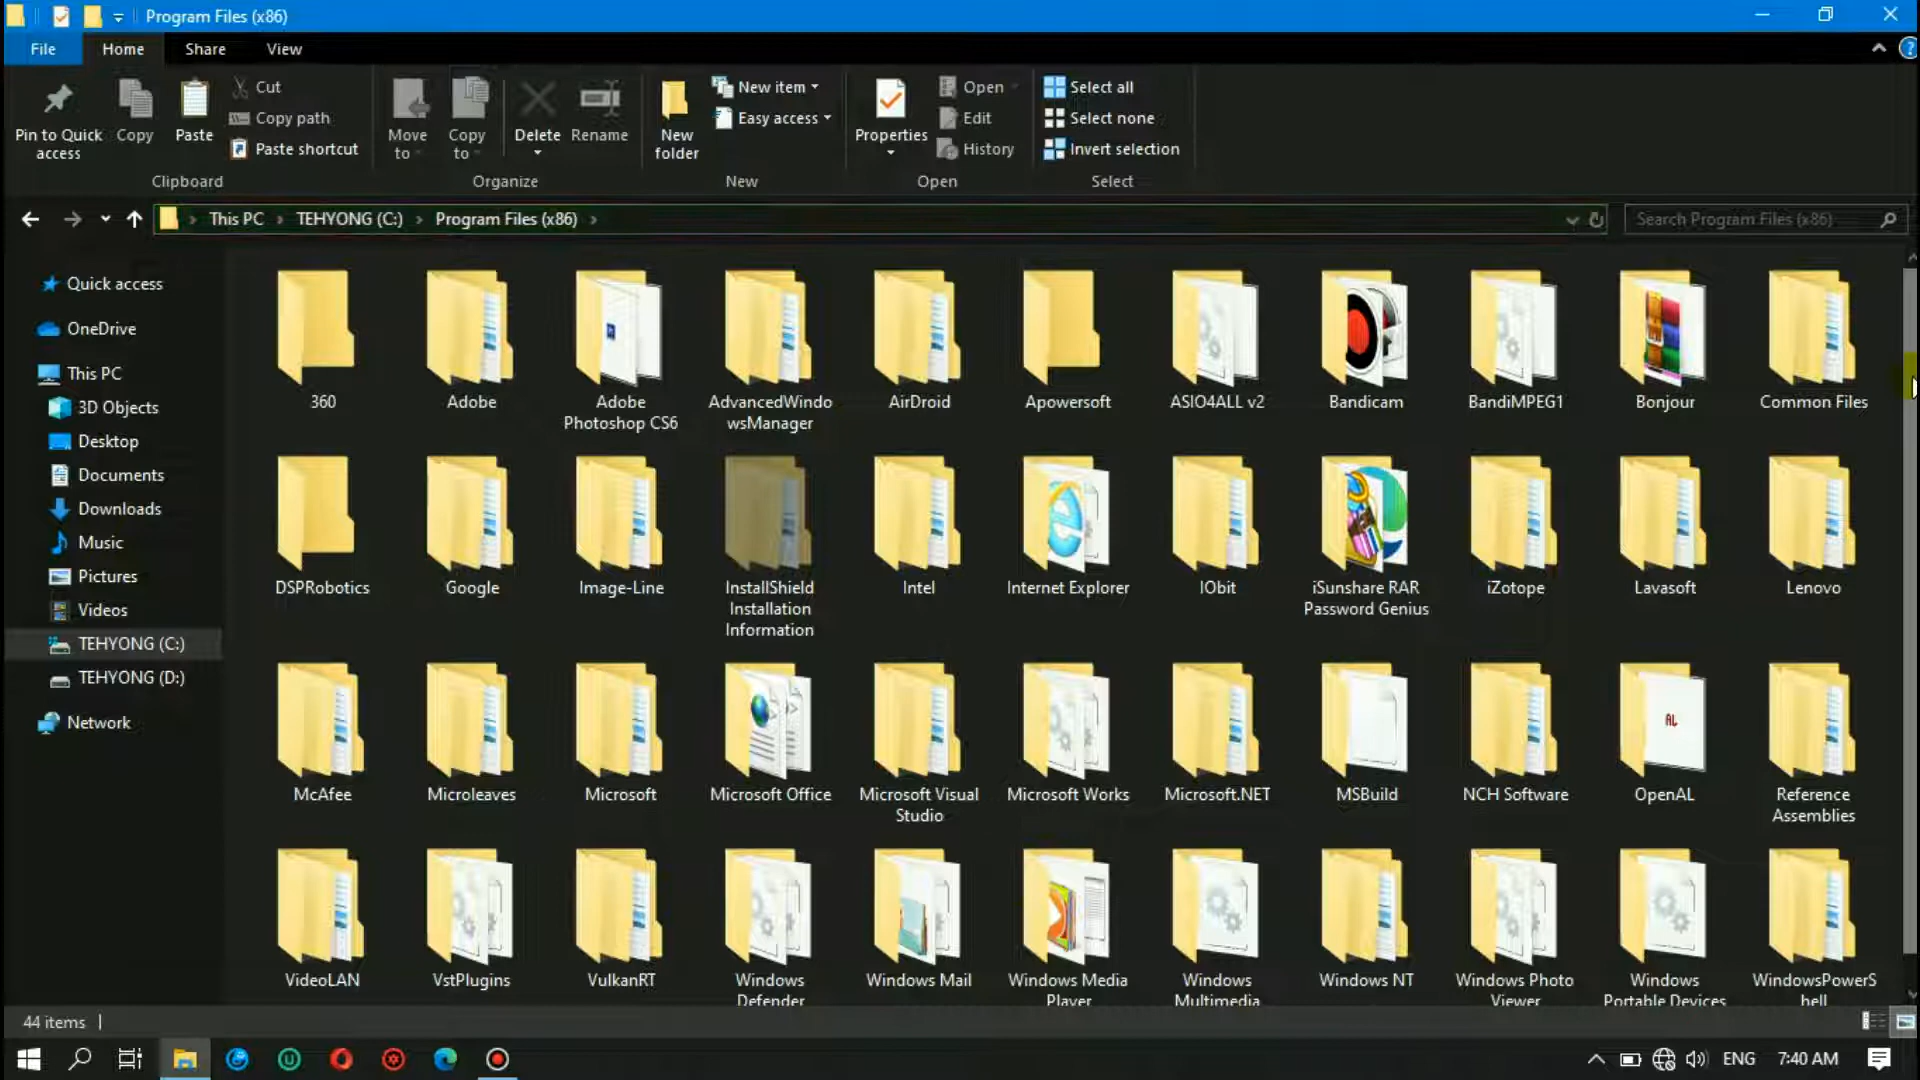 Program Files (x86)
File Home Share View
Pin to Quick access
Copy
Paste
Cut
Copy path
Paste shortcut
Clipboard
Move to
Copy to
Delete
Rename
Organize
New folder
New item
Easy access
New
Properties
Open
Edit
History
Open
Select all
Select none
Invert selection
Select
This PC › TEHYONG (C:) › Program Files (x86) ›
Search Program Files (x86)
Quick access
OneDrive
This PC
3D Objects
Desktop
Documents
Downloads
Music
Pictures
Videos
TEHYONG (C:)
TEHYONG (D:)
Network
360
Adobe
Adobe
Photoshop CS6
AdvancedWindo
wsManager
AirDroid
Apowersoft
ASIO4ALL v2
Bandicam
BandiMPEG1
Bonjour
Common Files
DSPRobotics
Google
Image-Line
InstallShield
Installation
Information
Intel
Internet Explorer
IObit
iSunshare RAR
Password Genius
iZotope
Lavasoft
Lenovo
McAfee
Microleaves
Microsoft
Microsoft Office
Microsoft Visual
Studio
Microsoft Works
Microsoft.NET
MSBuild
NCH Software
AL
OpenAL
Reference
Assemblies
VideoLAN
VstPlugins
VulkanRT
Windows
Defender
Windows Mail
Windows Media
Player
Windows
Multimedia
Windows NT
Windows Photo
Viewer
Windows
Portable Devices
WindowsPowerS
hell
44 items
ENG 7:40 AM